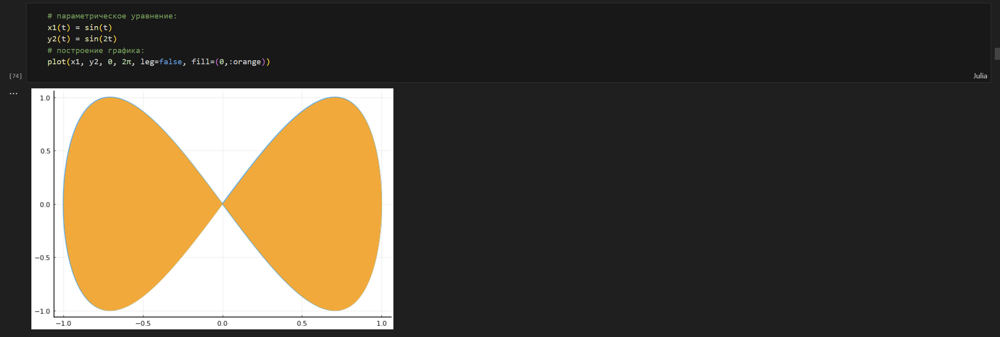 # параметрическое уравнение:
x1(t) = sin(t)
y2(t) = sin(2t)
# построение графика:
plot(x1, y2, 0, 2π, leg=false, fill=(0,:orange))
[74]
Julia
...
1.0
0.5
0.0
−0.5
−1.0
−1.0 −0.5 0.0 0.5 1.0